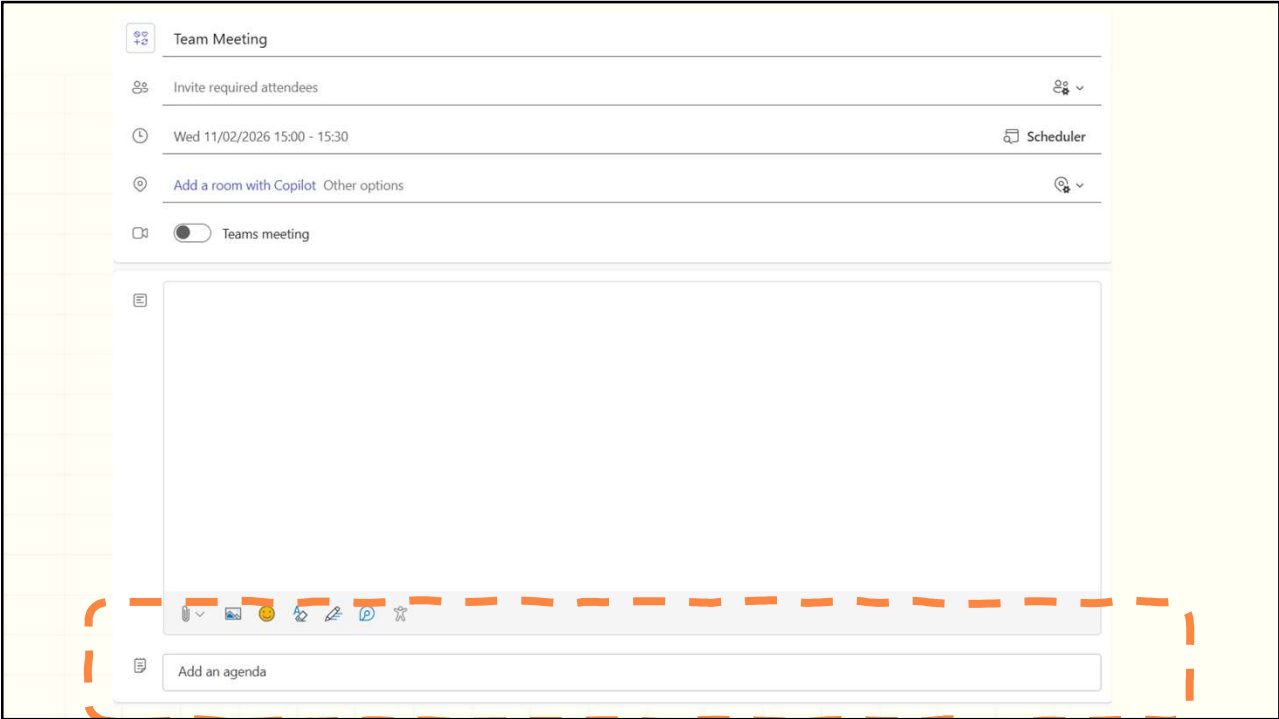 Team Meeting
Invite required attendees
Wed 11/02/2026 15:00 - 15:30
Scheduler
Add a room with Copilot Other options
Teams meeting
Add an agenda